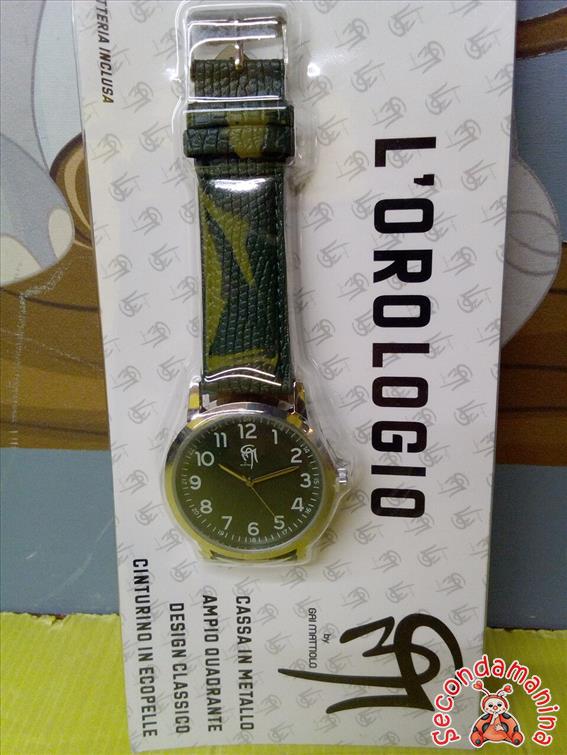 TTERIA INCLUSA
L'OROLOGIO
12
1
2
3
4
5
6
7
8
9
10
11
by
GAI MATTIOLO
CASSA IN METALLO
AMPIO QUADRANTE
DESIGN CLASSICO
CINTURINO IN ECOPELLE
Secondamanina